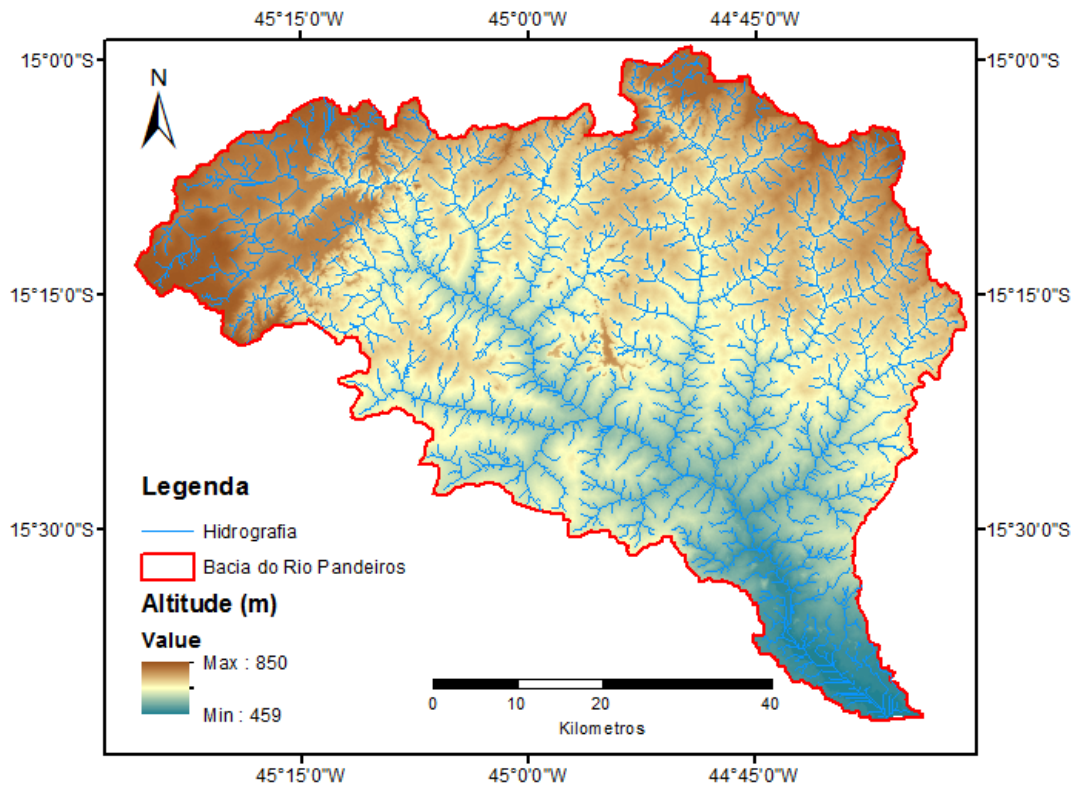 45°15'0"W 45°0'0"W 44°45'0"W
15°0'0"S 15°0'0"S
N
15°15'0"S 15°15'0"S
15°30'0"S 15°30'0"S
Legenda
Hidrografia
Bacia do Rio Pandeiros
Altitude (m)
Value
Max : 850
Min : 459
0 10 20 40
Kilometros
45°15'0"W 45°0'0"W 44°45'0"W